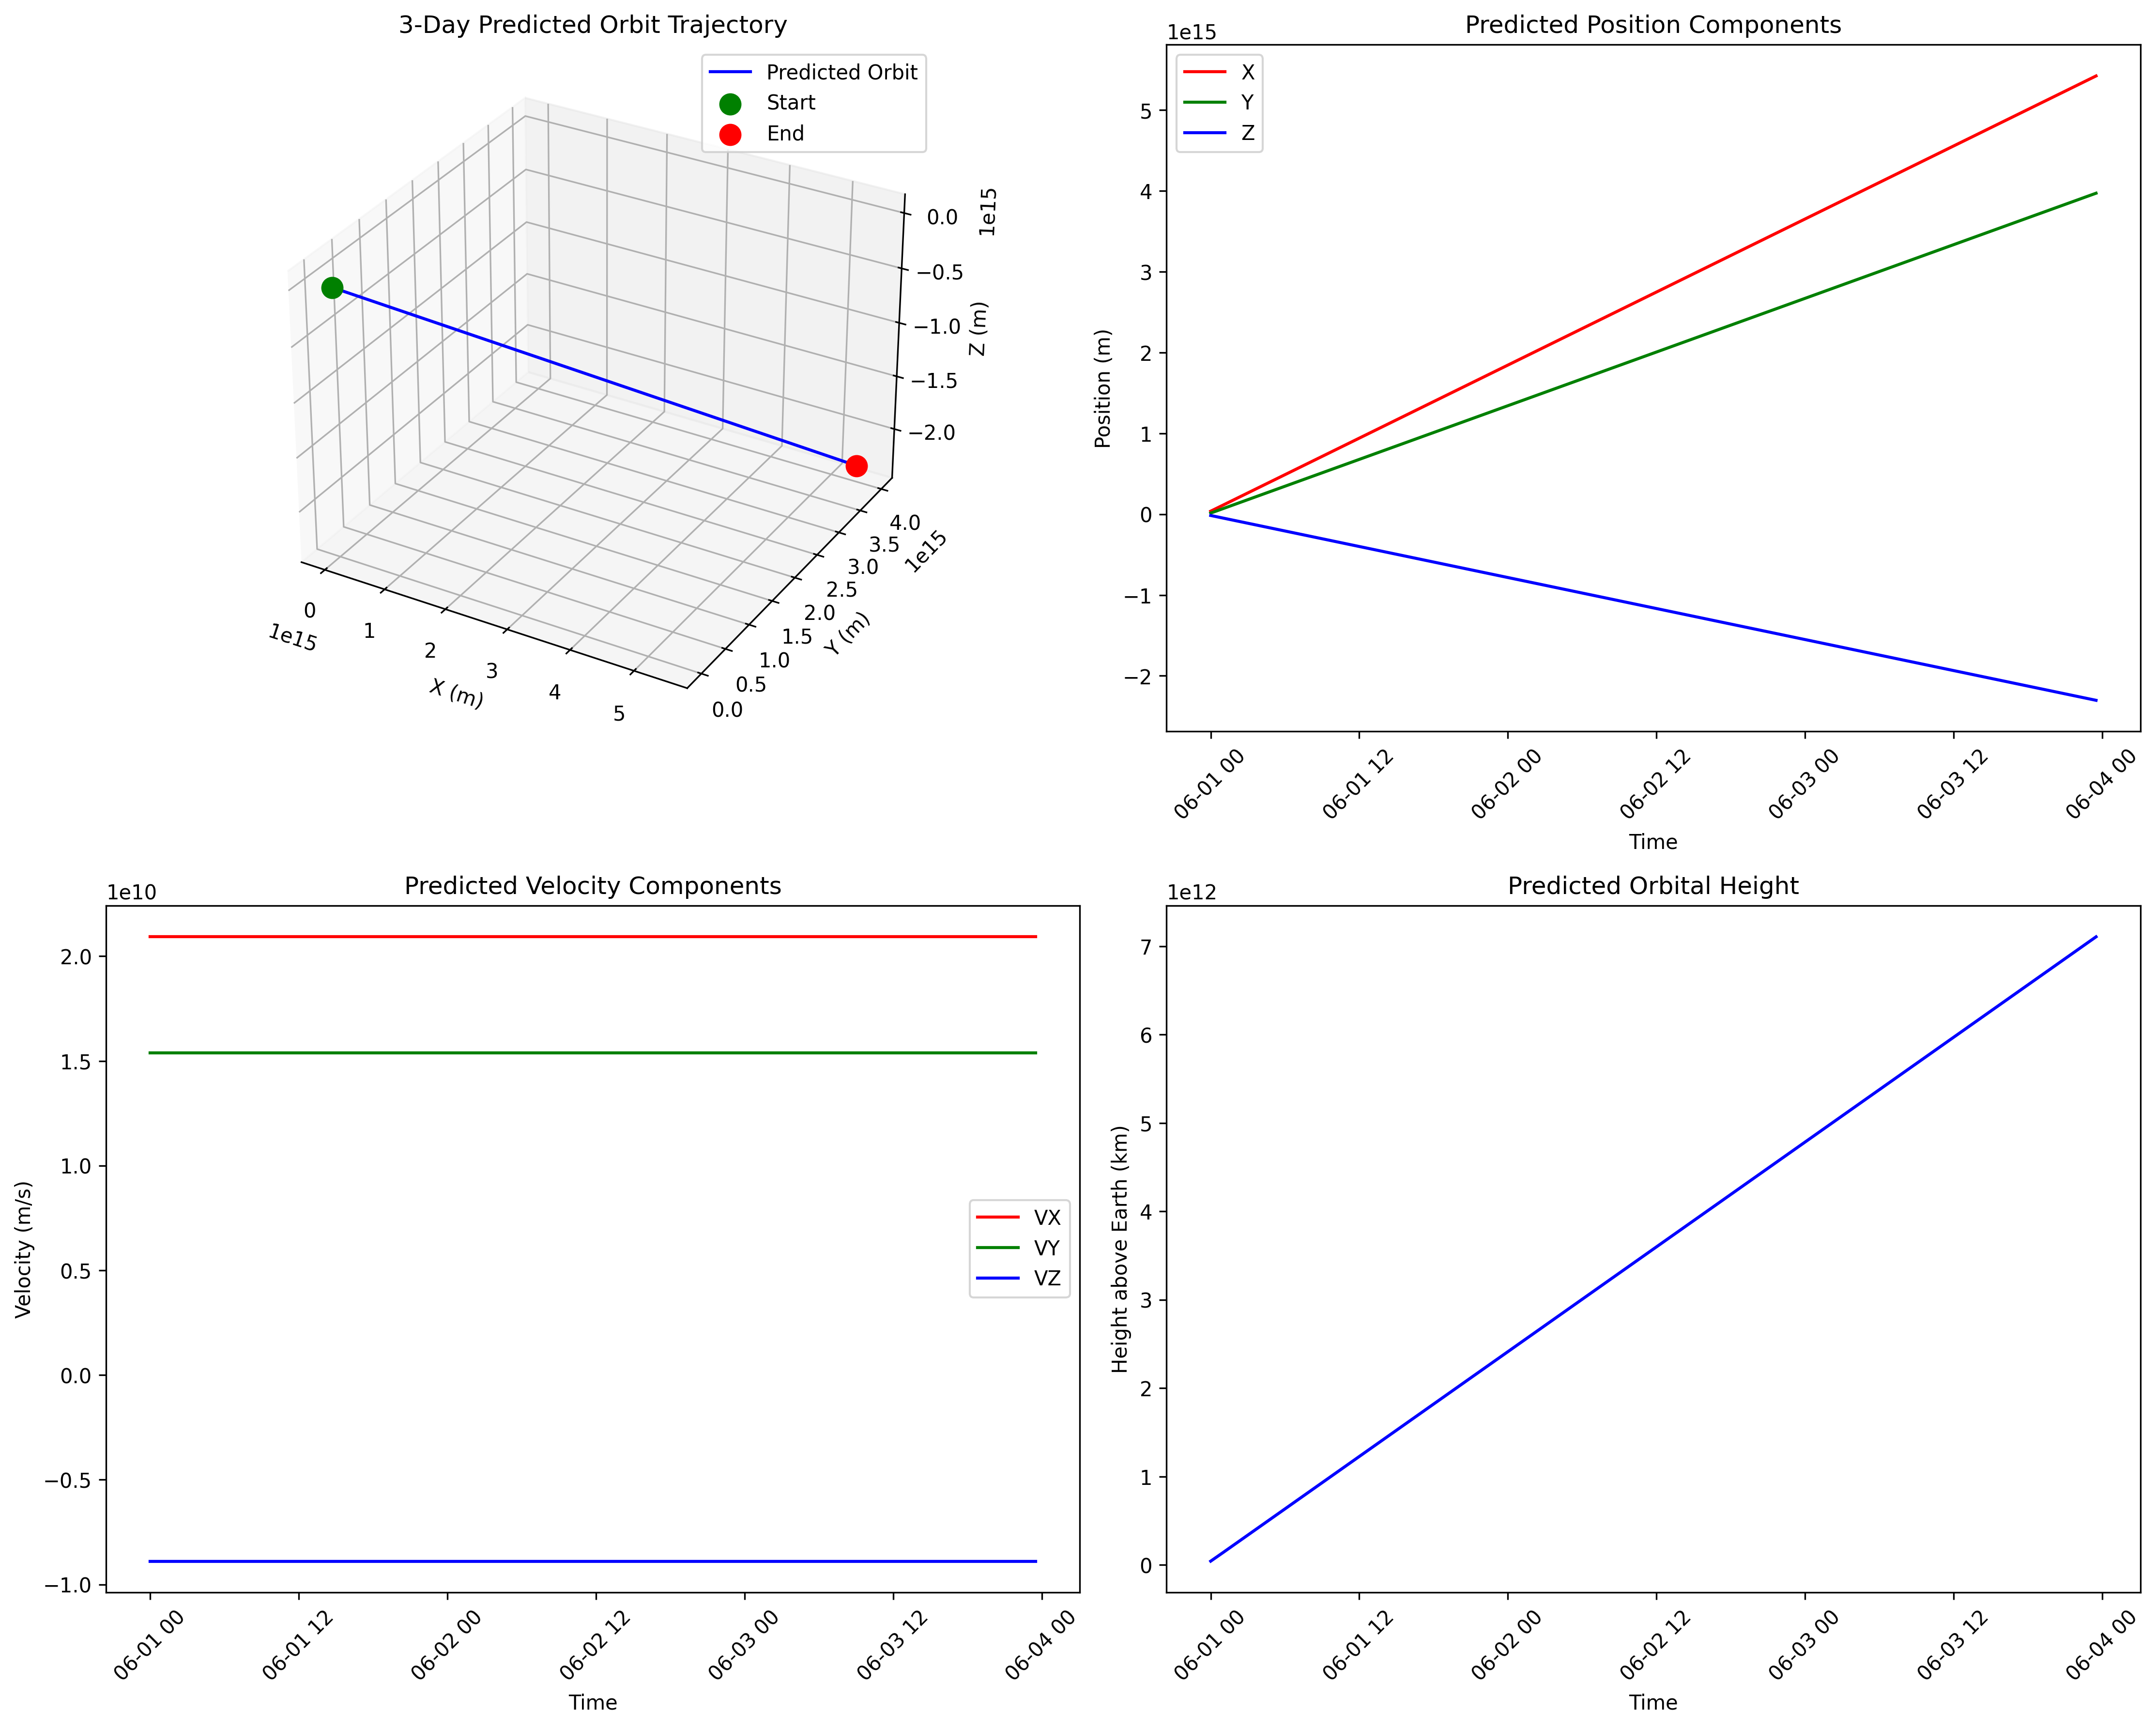 3-Day Predicted Orbit Trajectory
Predicted Orbit
Start
End
0.0
−0.5
−1.0
−1.5
−2.0
1e15
Z (m)
0
1
2
3
4
5
1e15
X (m)
0.0
0.5
1.0
1.5
2.0
2.5
3.0
3.5
4.0
1e15
Y (m)
Predicted Position Components
1e15
X
Y
Z
5
4
3
2
1
0
−1
−2
Position (m)
06-01 00
06-01 12
06-02 00
06-02 12
06-03 00
06-03 12
06-04 00
Time
Predicted Velocity Components
1e10
2.0
1.5
1.0
0.5
0.0
−0.5
−1.0
Velocity (m/s)
VX
VY
VZ
06-01 00
06-01 12
06-02 00
06-02 12
06-03 00
06-03 12
06-04 00
Time
Predicted Orbital Height
1e12
7
6
5
4
3
2
1
0
Height above Earth (km)
06-01 00
06-01 12
06-02 00
06-02 12
06-03 00
06-03 12
06-04 00
Time